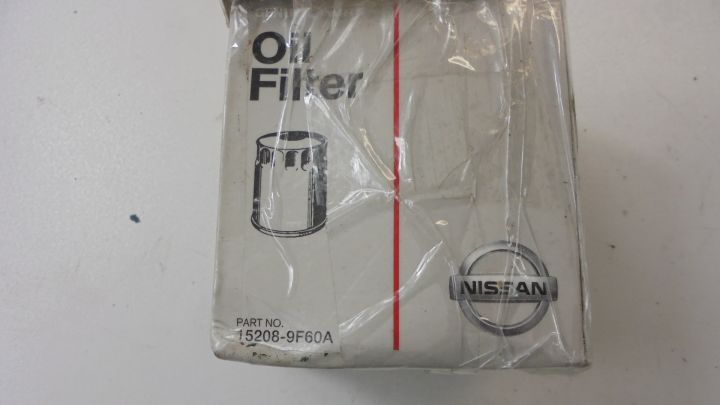 Oil
Filter
NISSAN
PART NO.
15208-9F60A